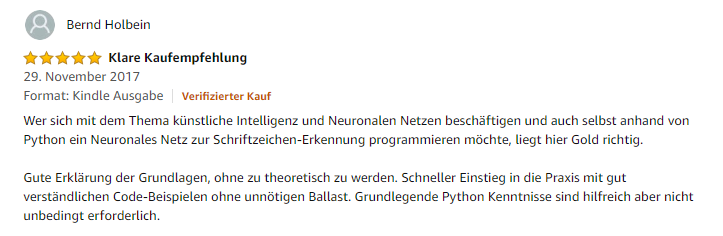 Bernd Holbein
Klare Kaufempfehlung
29. November 2017
Format: Kindle Ausgabe | Verifizierter Kauf
Wer sich mit dem Thema künstliche Intelligenz und Neuronalen Netzen beschäftigen und auch selbst anhand von
Python ein Neuronales Netz zur Schriftzeichen-Erkennung programmieren möchte, liegt hier Gold richtig.
Gute Erklärung der Grundlagen, ohne zu theoretisch zu werden. Schneller Einstieg in die Praxis mit gut
verständlichen Code-Beispielen ohne unnötigen Ballast. Grundlegende Python Kenntnisse sind hilfreich aber nicht
unbedingt erforderlich.